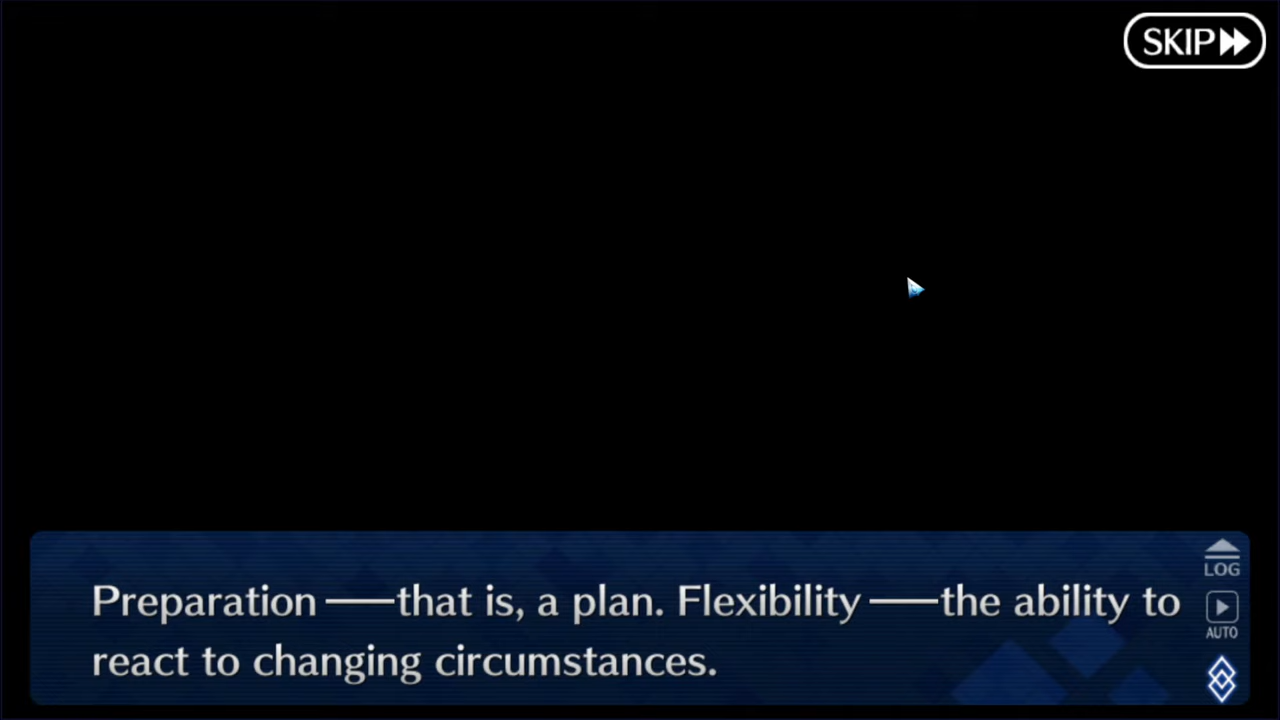 SKIP
Preparation ——that is, a plan. Flexibility ——the ability to
react to changing circumstances.
LOG
AUTO